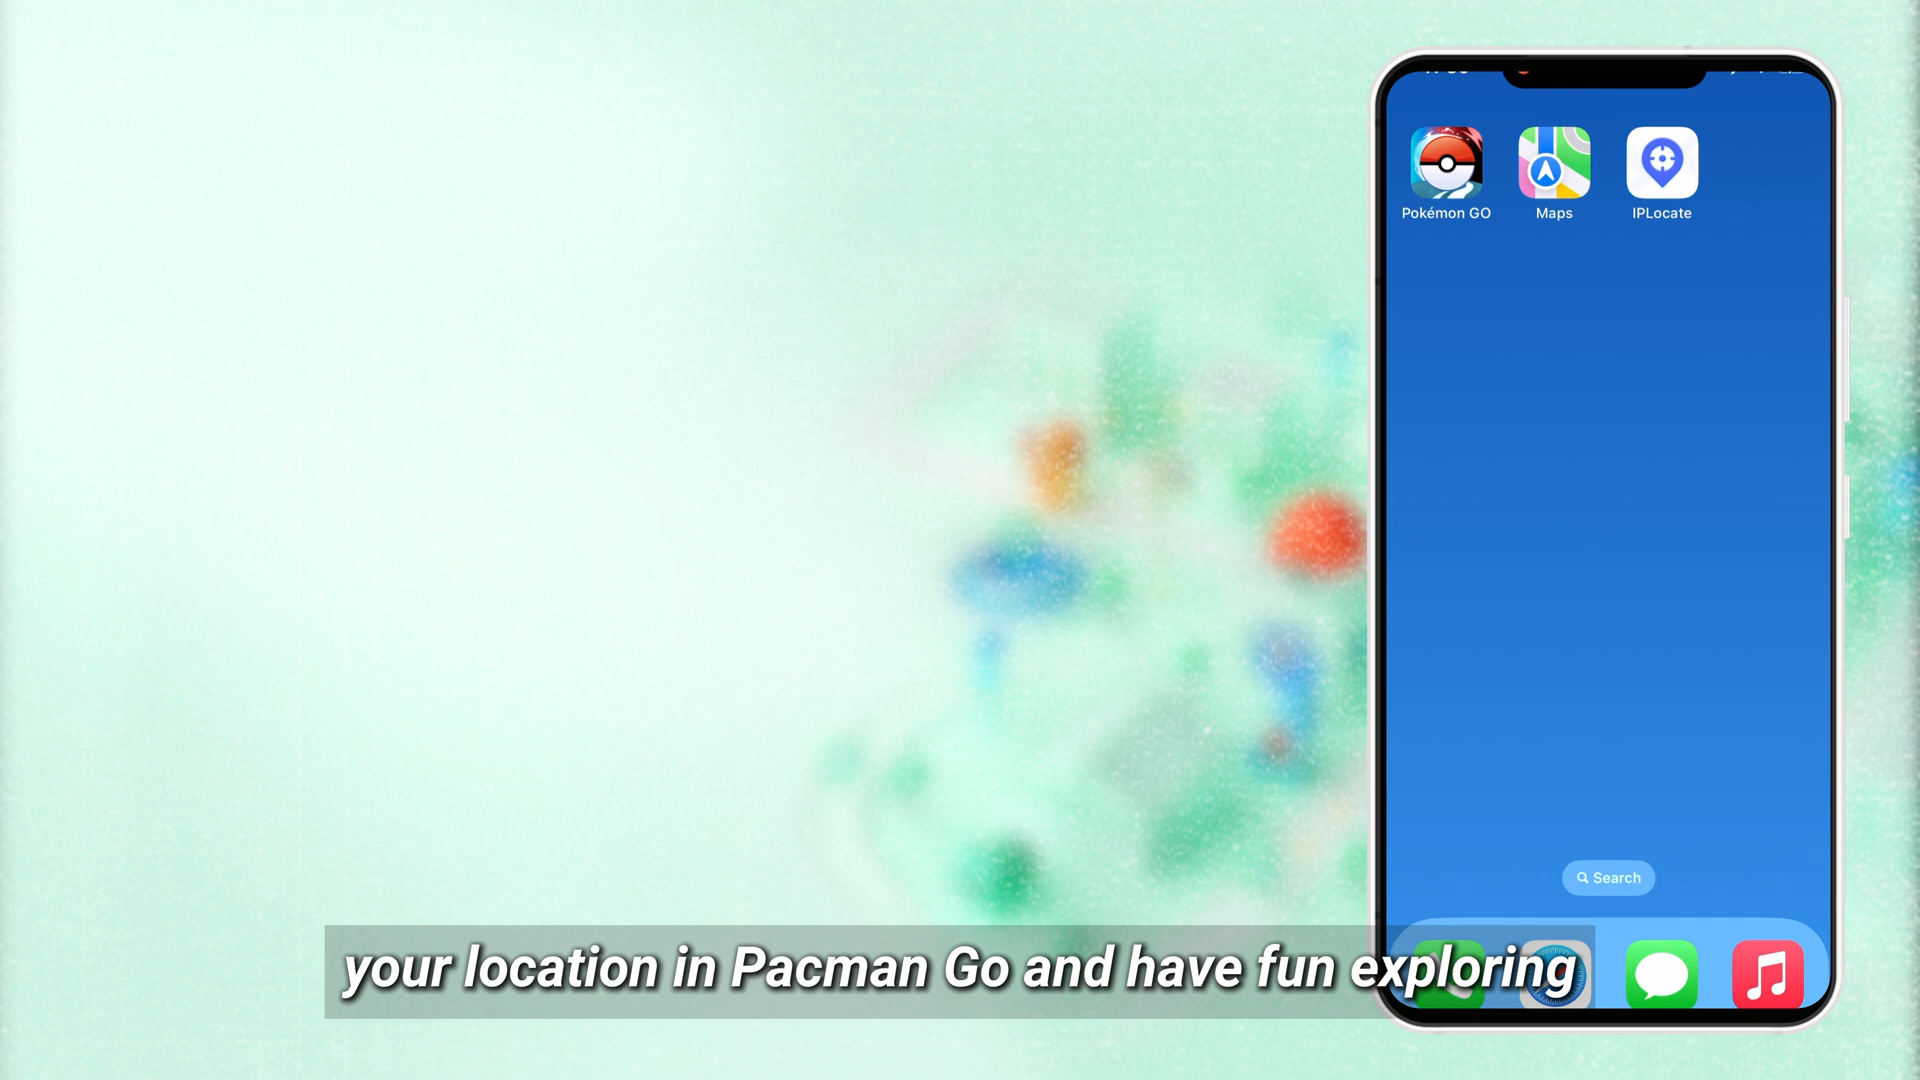 Pokémon GO
Maps
IPLocate
Search
your location in Pacman Go and have fun exploring